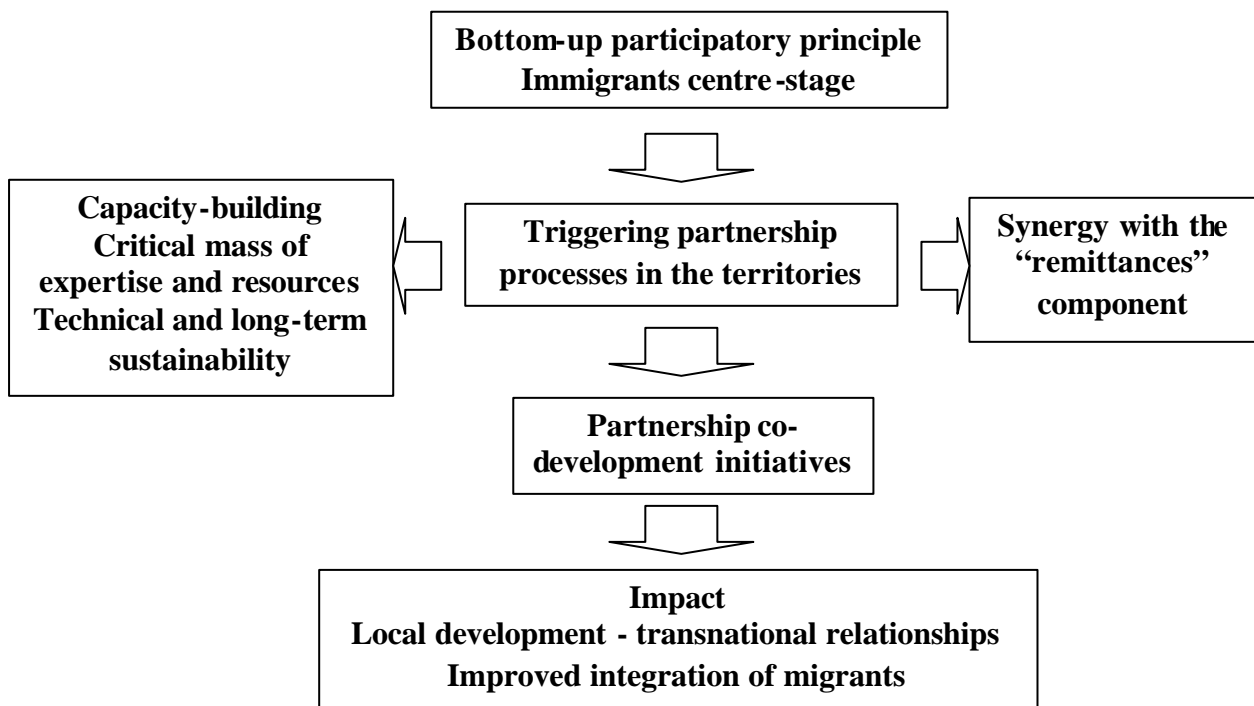 Bottom-up participatory principle
Immigrants centre-stage
Capacity-building
Critical mass of
expertise and resources
Technical and long-term
sustainability
Triggering partnership
processes in the territories
Synergy with the
“remittances”
component
Partnership co-
development initiatives
Impact
Local development - transnational relationships
Improved integration of migrants